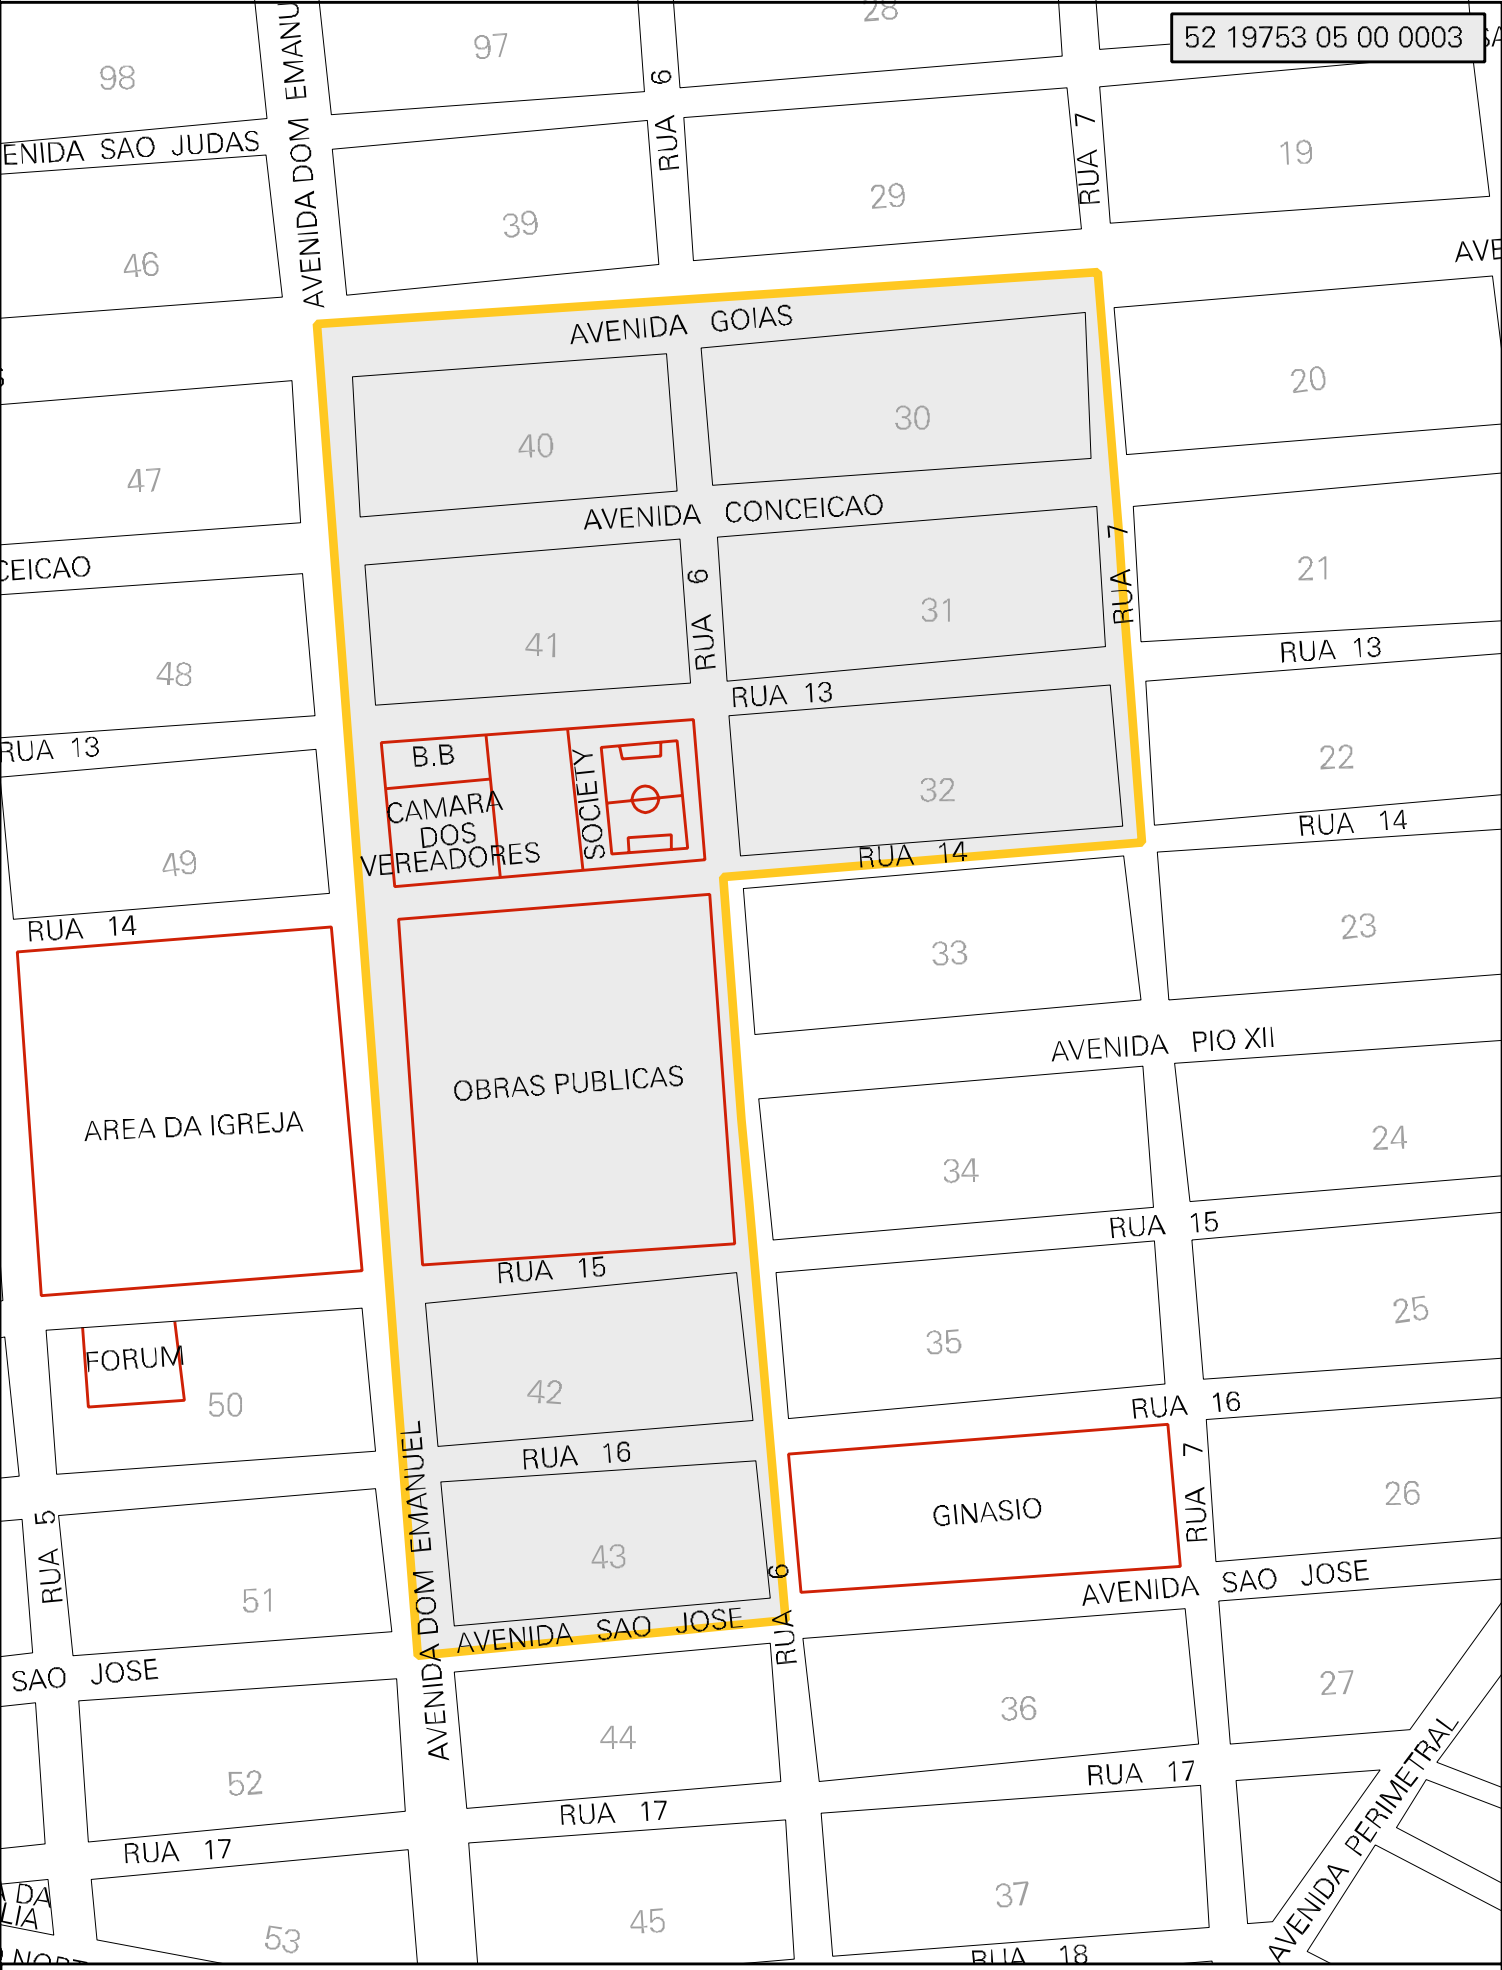 28
52 19753 05 00 0003
97
98
AVENIDA DOM EMANU
RUA 6
RUA 7
ENIDA SAO JUDAS
19
29
39
46
AVE
AVENIDA GOIAS
20
30
40
47
AVENIDA CONCEICAO
CEICAO
21
31
41
48
RUA 6
RUA 7
RUA 13
RUA 13
RUA 13
B.B
CAMARA
DOS
VEREADORES
SOCIETY
22
32
49
RUA 14
RUA 14
RUA 14
23
33
AVENIDA PIO XII
OBRAS PUBLICAS
AREA DA IGREJA
24
34
RUA 15
RUA 15
25
35
FORUM
50
42
RUA 16
RUA 16
RUA 7
26
GINASIO
AVENIDA DOM EMANUEL
RUA 5
43
51
RUA 6
AVENIDA SAO JOSE
AVENIDA SAO JOSE
SAO JOSE
27
36
44
52
RUA 17
RUA 17
RUA 17
AVENIDA PERIMETRAL
DA
LIA
37
45
53
RUA 18